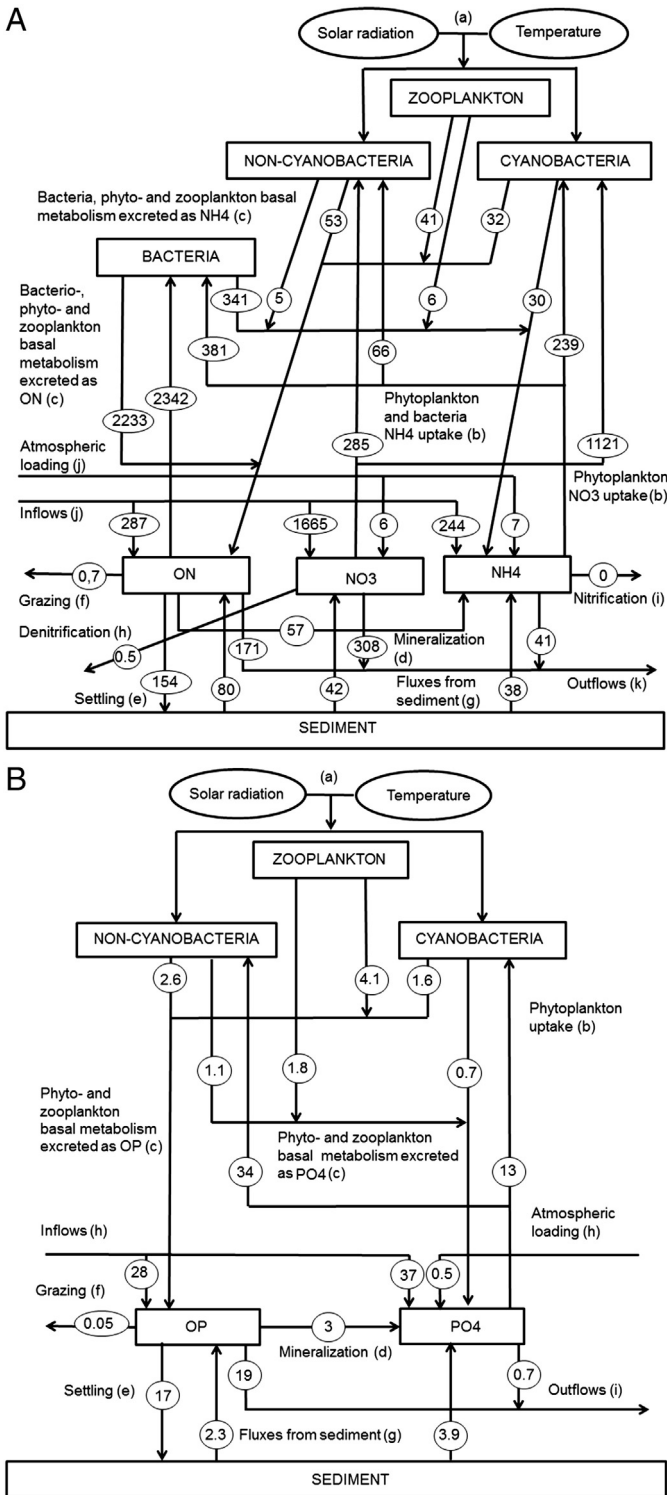 A
(a)
Solar radiation
Temperature
ZOOPLANKTON
NON-CYANOBACTERIA
CYANOBACTERIA
Bacteria, phyto- and zooplankton basal
metabolism excreted as NH4 (c)
53
41
32
BACTERIA
Bacterio-,
phyto- and
zooplankton
basal
metabolism
excreted as
ON (c)
341
5
6
30
381
66
239
2342
Phytoplankton
and bacteria
NH4 uptake (b)
2233
285
1121
Atmospheric
loading (j)
Phytoplankton
NO3 uptake (b)
Inflows (j)
287
1665
6
244
7
0,7
ON
NO3
NH4
0
Grazing (f)
Nitrification (i)
Denitrification (h)
57
Mineralization
(d)
0.5
171
308
41
154
80
42
38
Settling (e)
Fluxes from
sediment (g)
Outflows (k)
SEDIMENT
B
(a)
Solar radiation
Temperature
ZOOPLANKTON
NON-CYANOBACTERIA
CYANOBACTERIA
2.6
4.1
1.6
Phytoplankton
uptake (b)
1.1
1.8
0.7
Phyto- and
zooplankton
basal metabolism
excreted as OP (c)
Phyto- and zooplankton
basal metabolism excreted
as PO4 (c)
34
13
Atmospheric
loading (h)
Inflows (h)
28
37
0.5
Grazing (f)
0.05
OP
3
PO4
Mineralization (d)
Settling (e)
17
19
0.7
Outflows (i)
2.3
Fluxes from sediment (g)
3.9
SEDIMENT